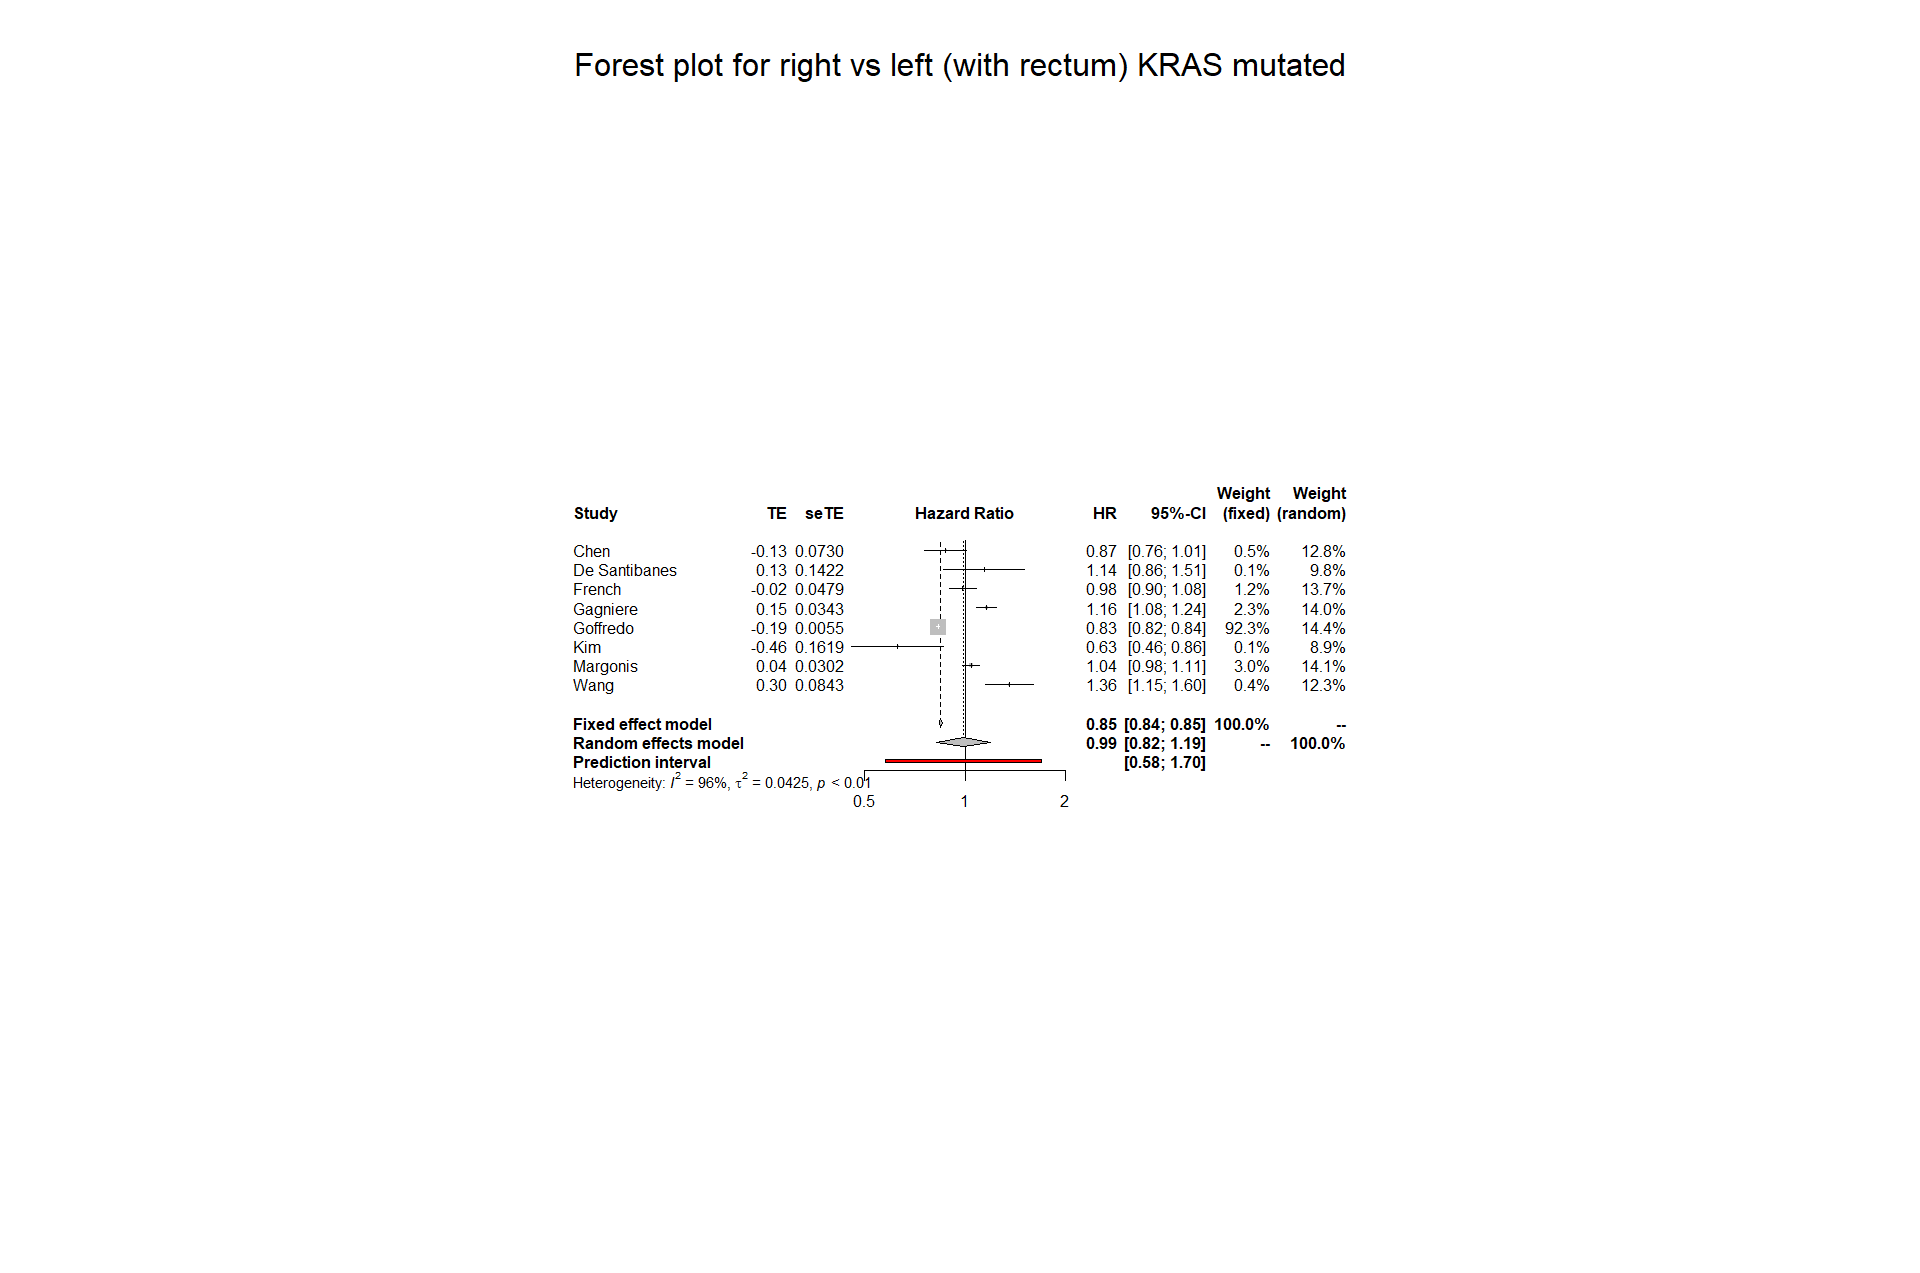 Forest plot for right vs left (with rectum) KRAS mutated
Weight Weight
Study TE seTE Hazard Ratio HR 95%-CI (fixed) (random)
Chen -0.13 0.0730 0.87 [0.76; 1.01] 0.5% 12.8%
De Santibanes 0.13 0.1422 1.14 [0.86; 1.51] 0.1% 9.8%
French -0.02 0.0479 0.98 [0.90; 1.08] 1.2% 13.7%
Gagniere 0.15 0.0343 1.16 [1.08; 1.24] 2.3% 14.0%
Goffredo -0.19 0.0055 0.83 [0.82; 0.84] 92.3% 14.4%
Kim -0.46 0.1619 0.63 [0.46; 0.86] 0.1% 8.9%
Margonis 0.04 0.0302 1.04 [0.98; 1.11] 3.0% 14.1%
Wang 0.30 0.0843 1.36 [1.15; 1.60] 0.4% 12.3%
Fixed effect model 0.85 [0.84; 0.85] 100.0% --
Random effects model 0.99 [0.82; 1.19] -- 100.0%
Prediction interval [0.58; 1.70]
Heterogeneity: I² = 96%, τ² = 0.0425, p < 0.01
0.5 1 2